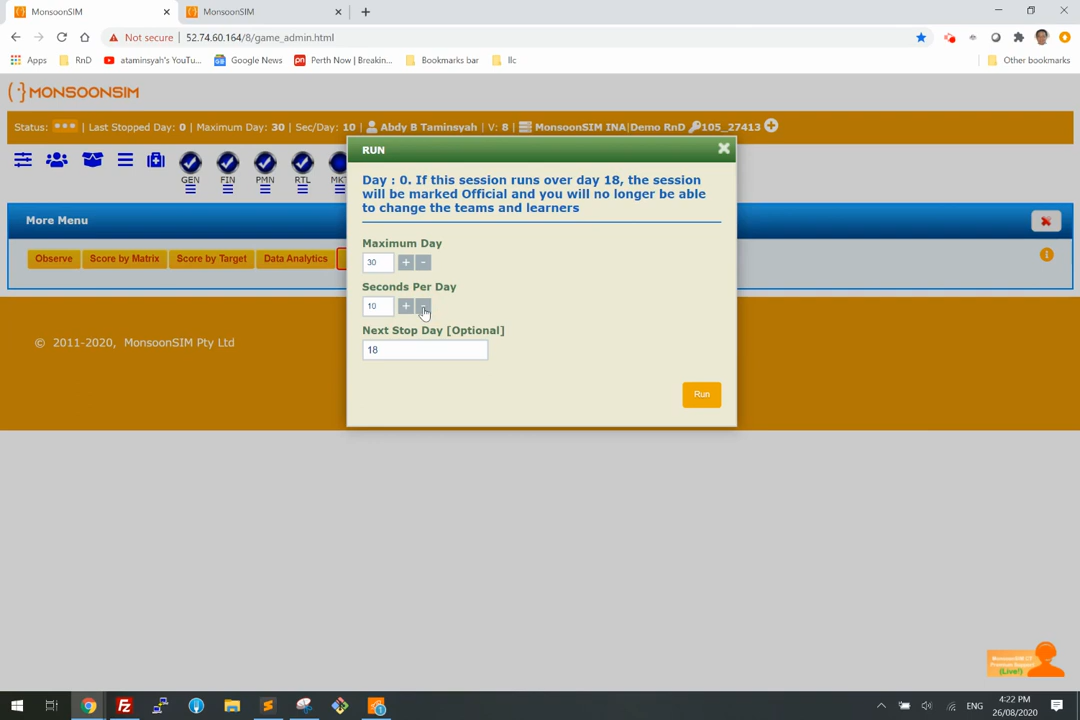 MonsoonSIM
MonsoonSIM
Not secure
52.74.60.164/8/game_admin.html
Apps
RnD
ataminsyah's YouTu...
Google News
Perth Now | Breakin...
Bookmarks bar
llc
Other bookmarks
MONSOONSIM
Status: | Last Stopped Day: 0 | Maximum Day: 30 | Sec/Day: 10 | Abdy B Taminsyah | V: 8 | MonsoonSIM INA|Demo RnD 105_27413
GEN
FIN
PMN
RTL
RUN
Day : 0. If this session runs over day 18, the session
will be marked Official and you will no longer be able
to change the teams and learners
More Menu
Observe
Score by Matrix
Score by Target
Data Analytics
Maximum Day
30
+
-
Seconds Per Day
10
+
-
Next Stop Day [Optional]
18
Run
© 2011-2020, MonsoonSIM Pty Ltd
(Live!)
ENG
4:22 PM
26/08/2020